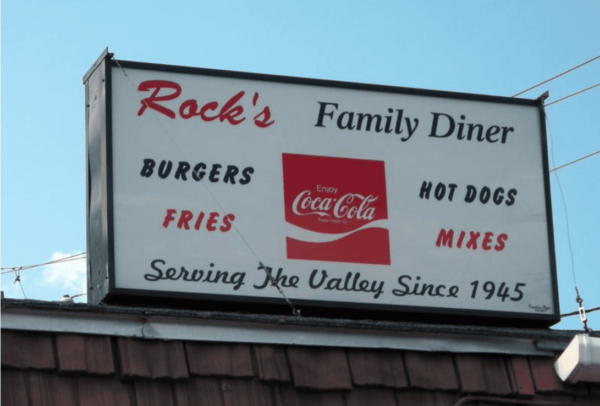 Rock's Family Diner
BURGERS
HOT DOGS
FRIES
MIXES
Enjoy
Coca-Cola
Serving The Valley Since 1945